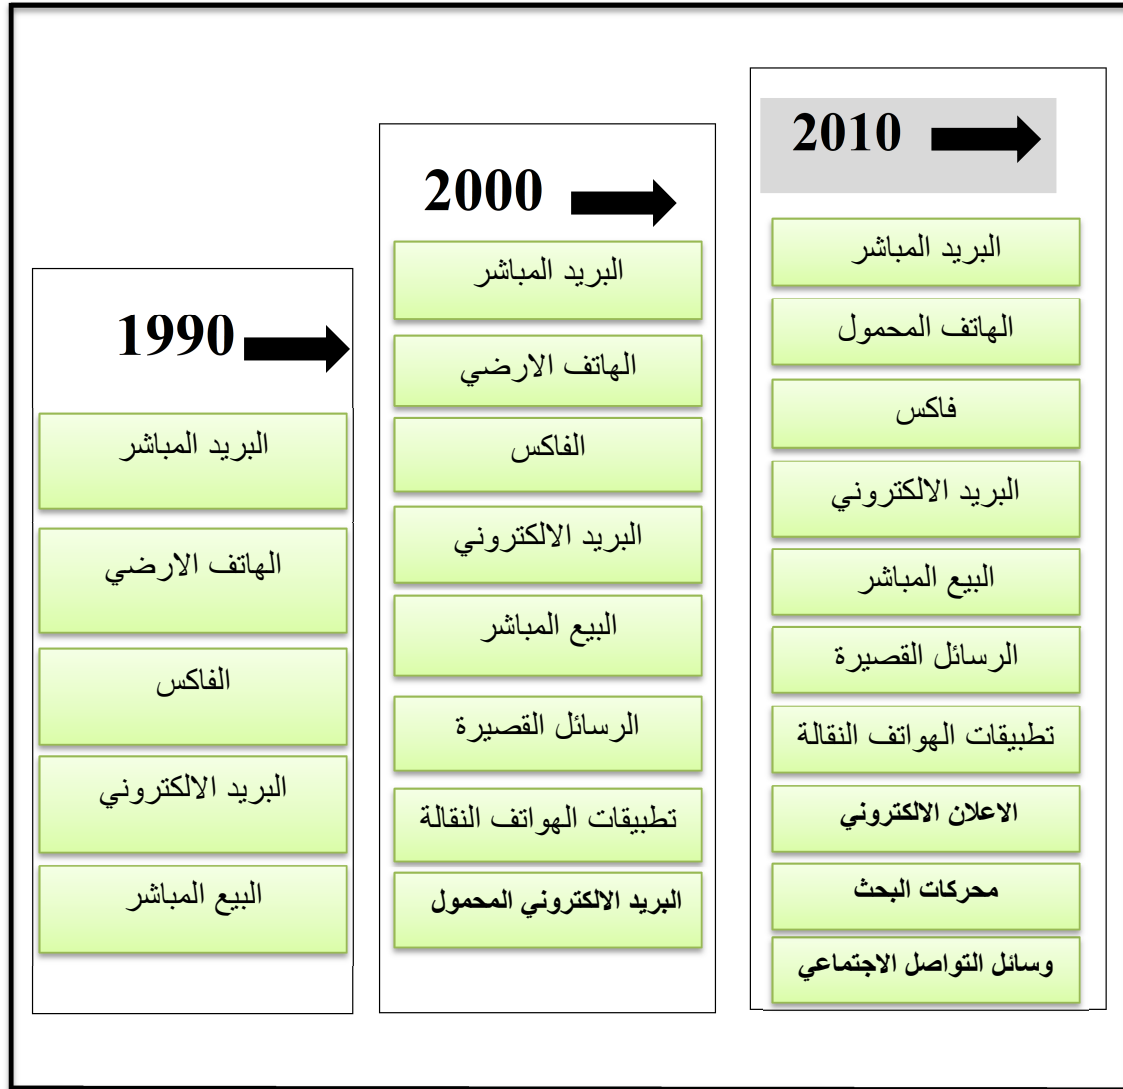 1990
البريد المباشر
الهاتف الارضي
الفاكس
البريد الالكتروني
البيع المباشر
2000
البريد المباشر
الهاتف الارضي
الفاكس
البريد الالكتروني
البيع المباشر
الرسائل القصيرة
تطبيقات الهواتف النقالة
البريد الالكتروني المحمول
2010
البريد المباشر
الهاتف المحمول
فاكس
البريد الالكتروني
البيع المباشر
الرسائل القصيرة
تطبيقات الهواتف النقالة
الاعلان الالكتروني
محركات البحث
وسائل التواصل الاجتماعي